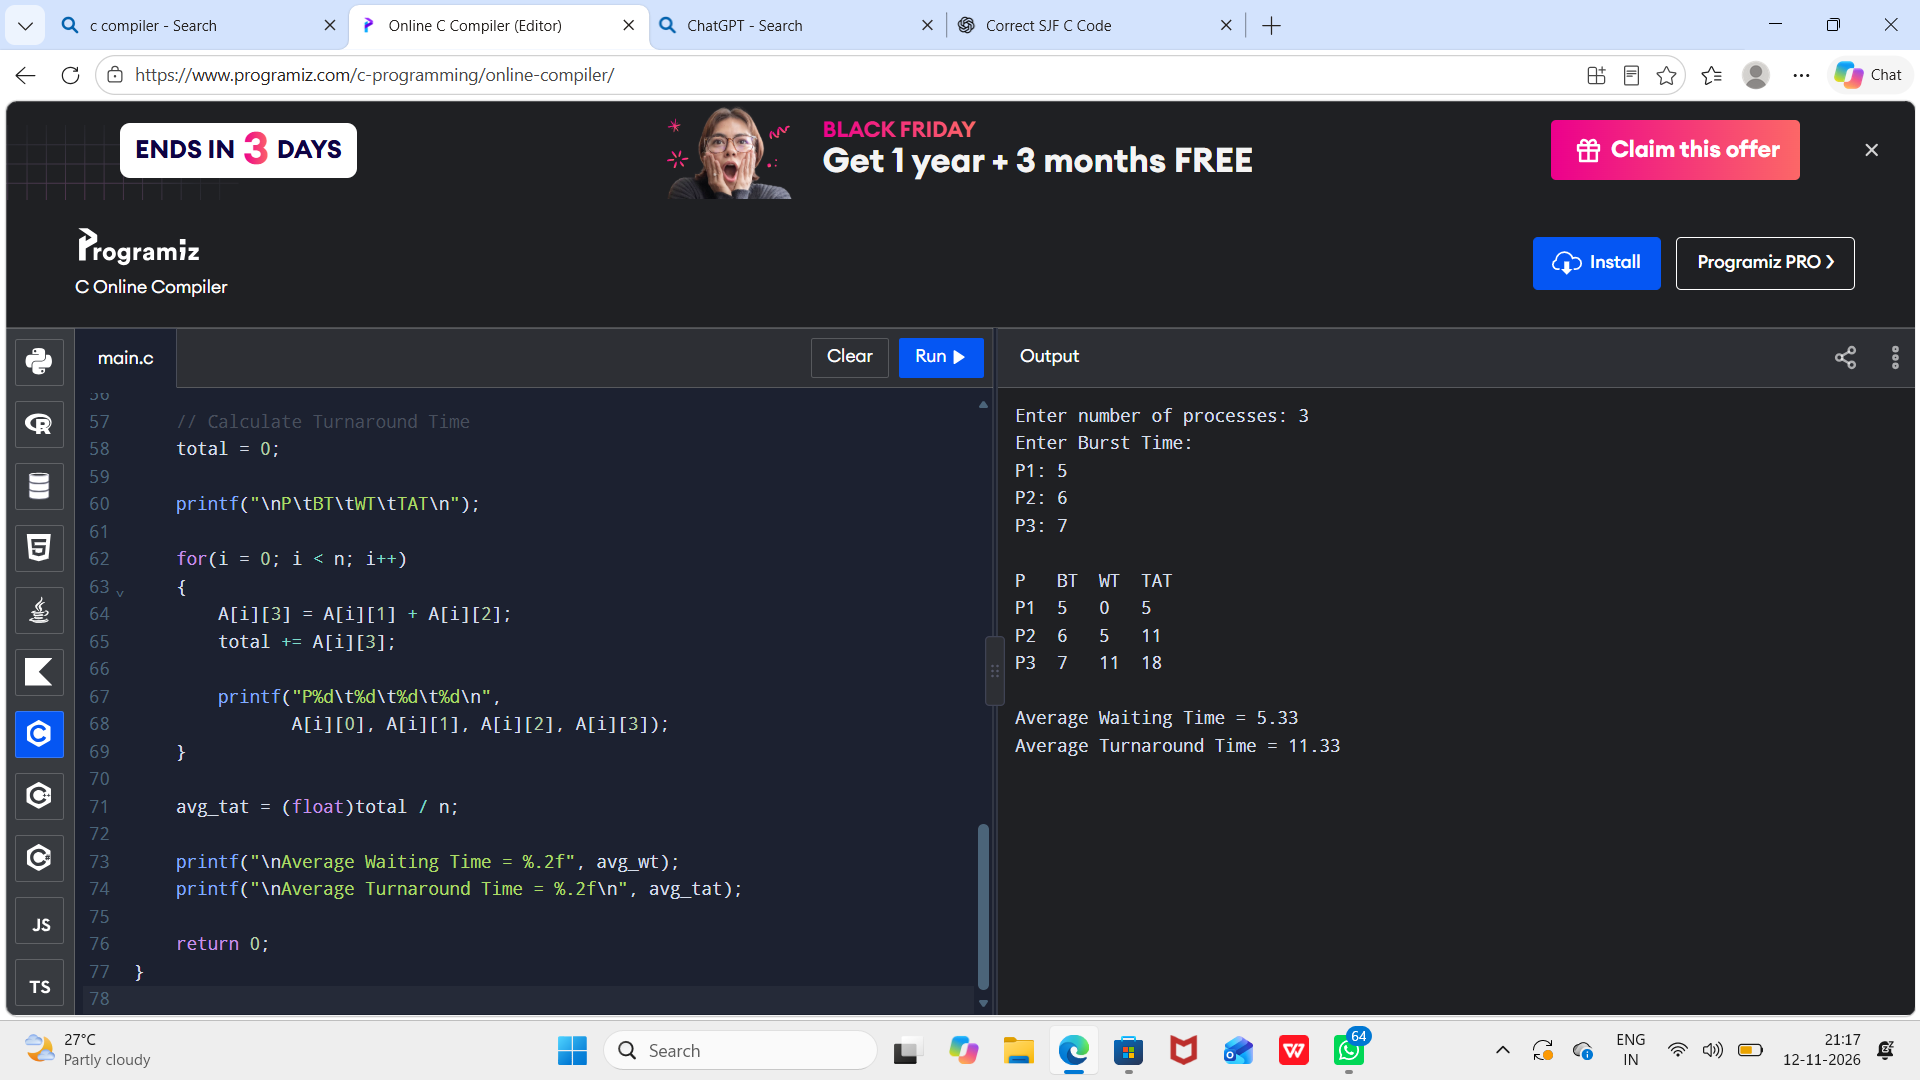 c compiler - Search
Online C Compiler (Editor)
ChatGPT - Search
Correct SJF C Code
https://www.programiz.com/c-programming/online-compiler/
Chat
ENDS IN 3 DAYS
BLACK FRIDAY
Get 1 year + 3 months FREE
Claim this offer
Programiz
C Online Compiler
Install
Programiz PRO ❯
main.c
Clear
Run
56
57 // Calculate Turnaround Time
58 total = 0;
59
60 printf("\nP\tBT\tWT\tTAT\n");
61
62 for(i = 0; i < n; i++)
63 {
64 A[i][3] = A[i][1] + A[i][2];
65 total += A[i][3];
66
67 printf("P%d\t%d\t%d\t%d\n",
68 A[i][0], A[i][1], A[i][2], A[i][3]);
69 }
70
71 avg_tat = (float)total / n;
72
73 printf("\nAverage Waiting Time = %.2f", avg_wt);
74 printf("\nAverage Turnaround Time = %.2f\n", avg_tat);
75
76 return 0;
77 }
78
JS
TS
Output
Enter number of processes: 3
Enter Burst Time:
P1: 5
P2: 6
P3: 7
P BT WT TAT
P1 5 0 5
P2 6 5 11
P3 7 11 18
Average Waiting Time = 5.33
Average Turnaround Time = 11.33
27°C
Partly cloudy
Search
64
ENG
IN
21:17
12-11-2026